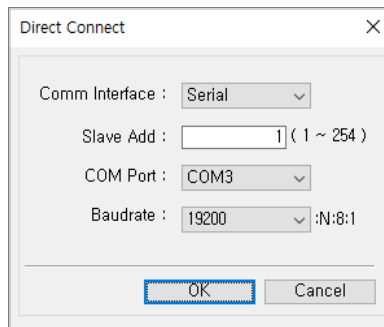 Direct Connect
Comm Interface : Serial
Slave Add : 1 ( 1 ~ 254 )
COM Port : COM3
Baudrate : 19200 :N:8:1
OK Cancel